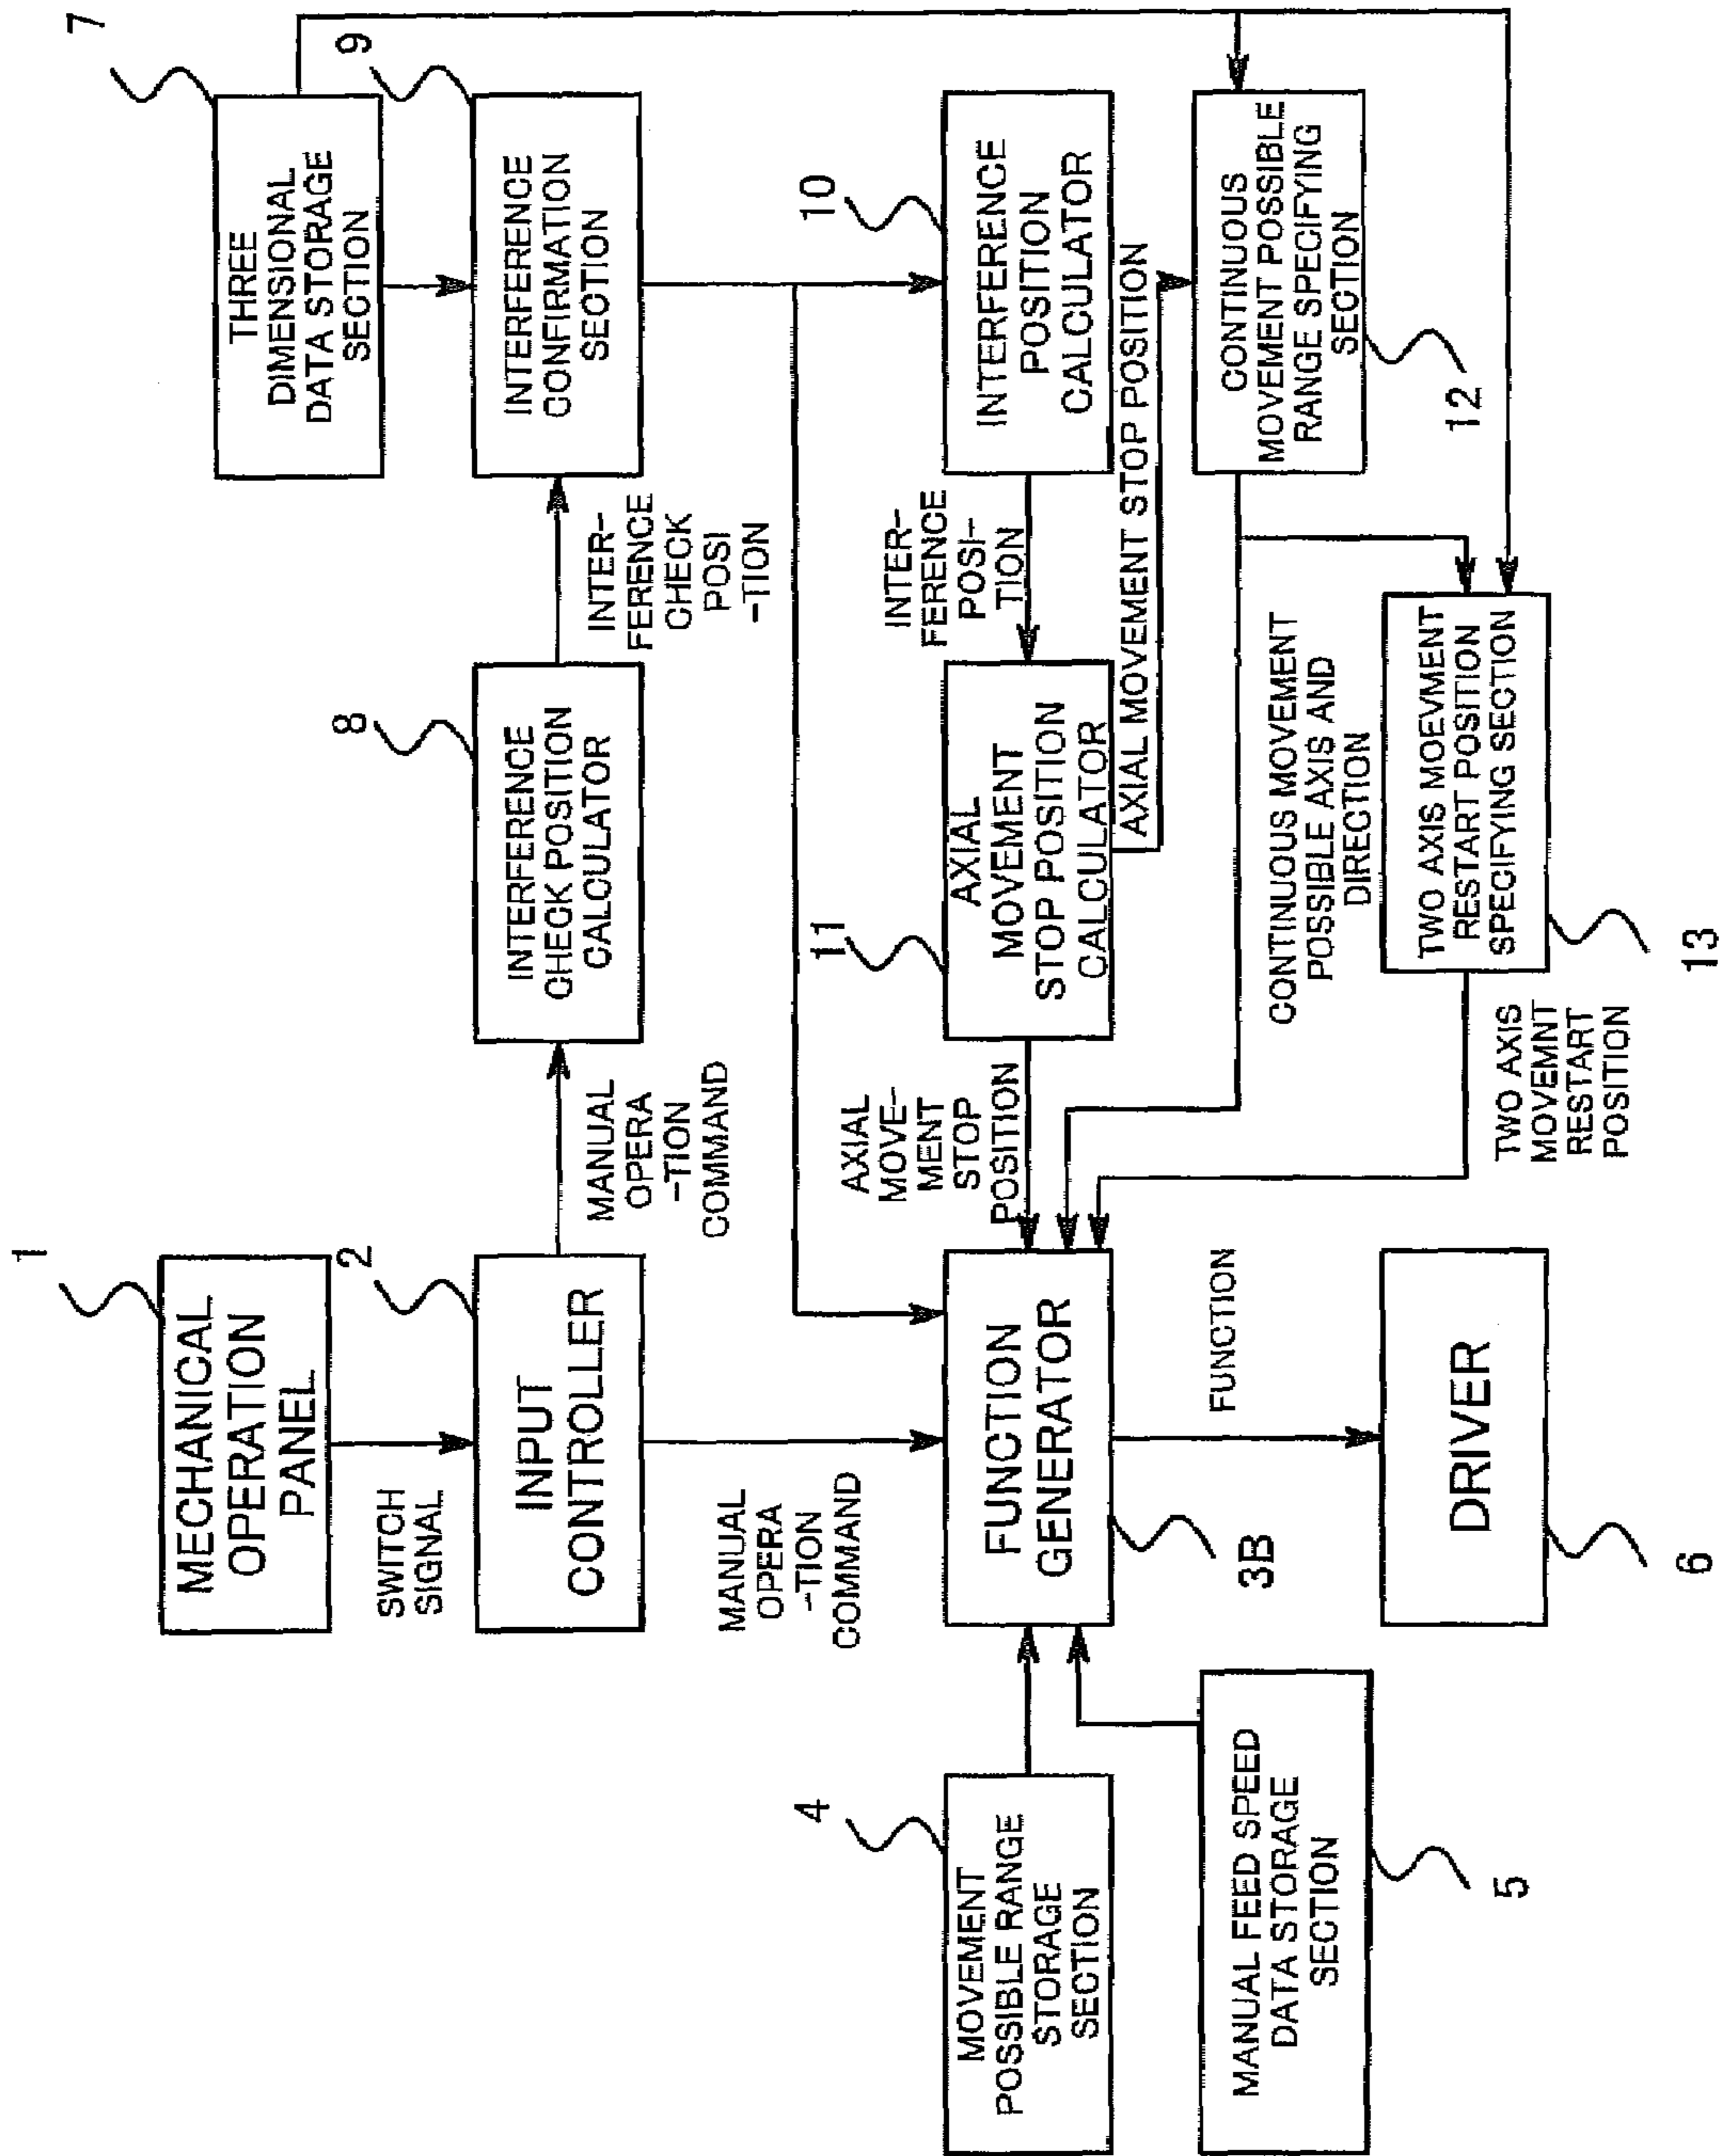 1
MECHANICAL
OPERATION
PANEL
SWITCH
SIGNAL
2
INPUT
CONTROLLER
MANUAL
OPERA
-TION
COMMAND
8
INTERFERENCE
CHECK POSITION
CALCULATOR
INTER-
FERENCE
CHECK
POSI
-TION
7
THREE
DIMENSIONAL
DATA STORAGE
SECTION
9
INTERFERENCE
CONFIRMATION
SECTION
MANUAL
OPERA
-TION
COMMAND
4
MOVEMENT
POSSIBLE RANGE
STORAGE
SECTION
FUNCTION
GENERATOR
3B
AXIAL
MOVE-
MENT
STOP
POSITION
11
AXIAL
MOVEMENT
STOP POSITION
CALCULATOR
INTER-
FERENCE
POSI-
TION
10
INTERFERENCE
POSITION
CALCULATOR
AXIAL MOVEMENT STOP POSITION
MANUAL FEED SPEED
DATA STORAGE
SECTION
5
FUNCTION
CONTINUOUS MOVEMENT
POSSIBLE AXIS AND
DIRECTION
CONTINUOUS
MOVEMENT POSSIBLE
RANGE SPECIFYING
SECTION
12
DRIVER
6
TWO AXIS
MOVEMNT
RESTART
POSITION
TWO AXIS MOEVMENT
RESTART POSITION
SPECIFYING SECTION
13